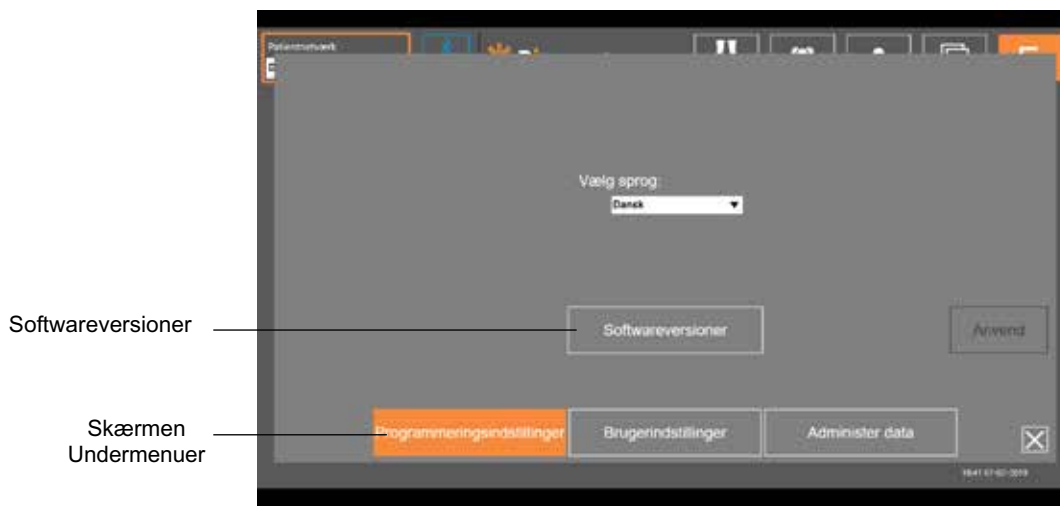 Patientnetværk
Vælg sprog:
Dansk
Softwareversioner
Softwareversioner
Anvend
Skærmen
Undermenuer
Programmeringsindstillinger
Brugerindstillinger
Administer data